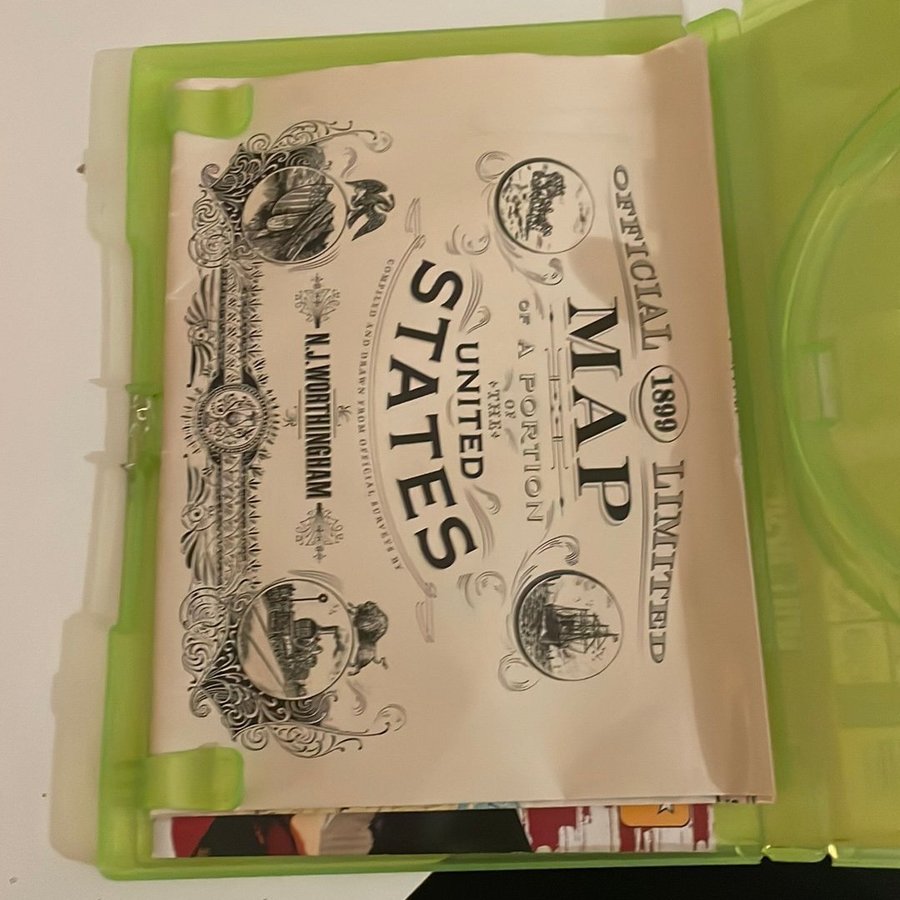 OFFICIAL 1899 LIMITED
MAP
OF A PORTION
OF
THE
UNITED
STATES
COMPILED AND DRAWN FROM OFFICIAL SURVEYS BY
N.J. WORTHINGHAM